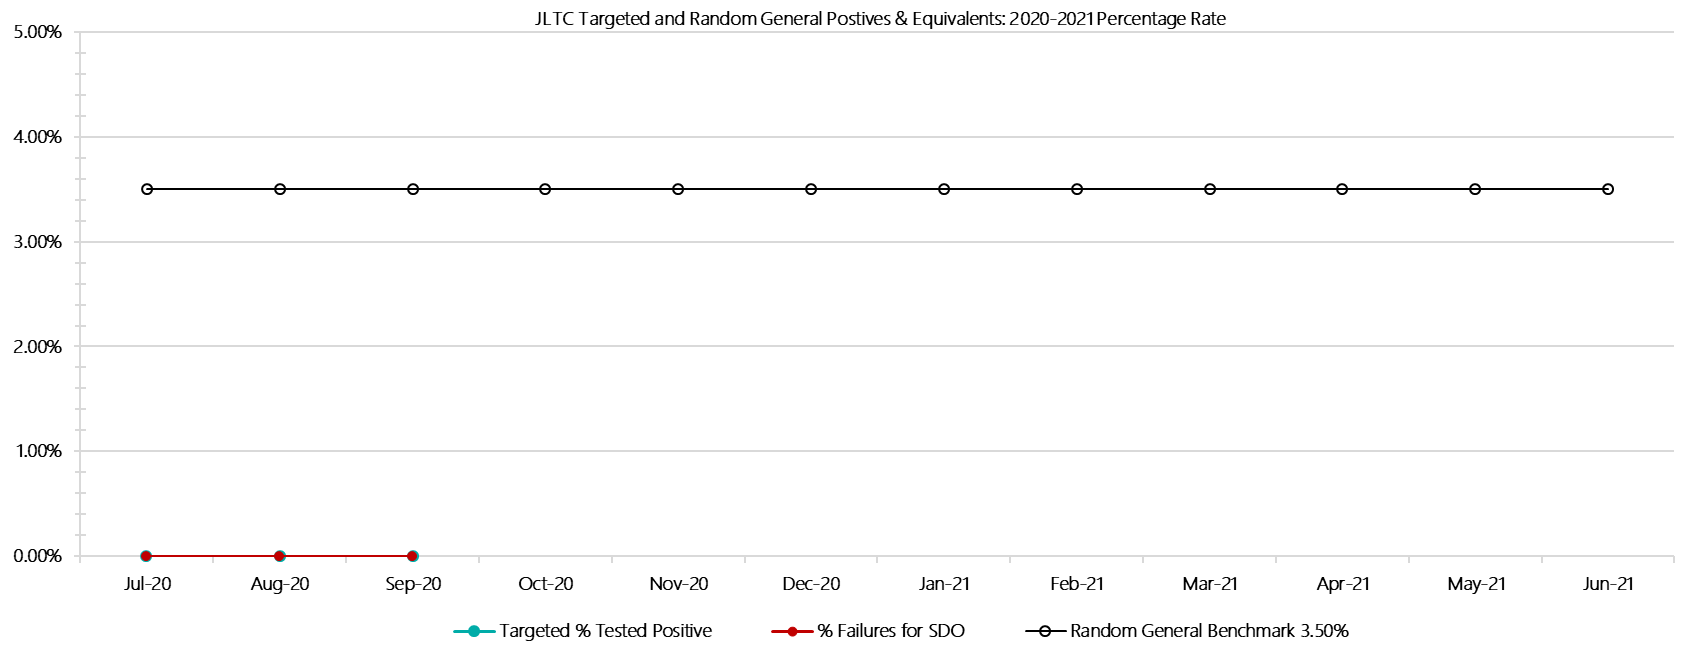 JLTC Targeted and Random General Postives & Equivalents: 2020-2021Percentage Rate
5.00%
4.00%
3.00%
2.00%
1.00%
0.00%
Jul-20 Aug-20 Sep-20 Oct-20 Nov-20 Dec-20 Jan-21 Feb-21 Mar-21 Apr-21 May-21 Jun-21
Targeted % Tested Positive % Failures for SDO Random General Benchmark 3.50%